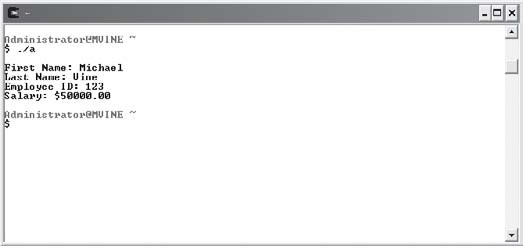 ~
Administrator@MVINE ~
$ ./a
First Name: Michael
Last Name: Vine
Employee ID: 123
Salary: $50000.00
Administrator@MVINE ~
$